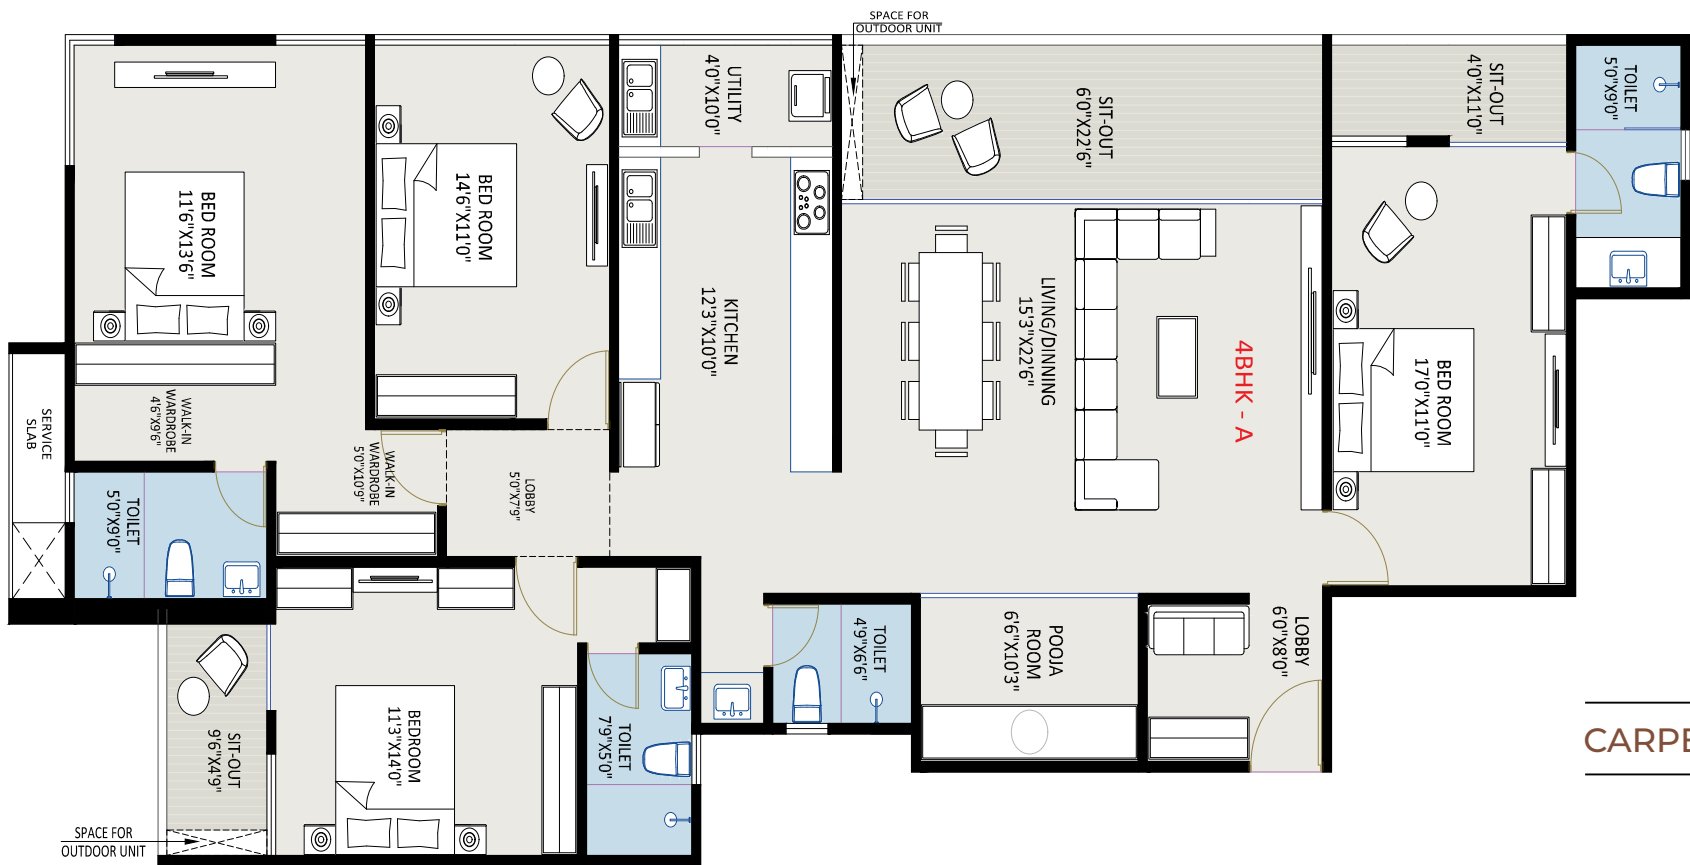 SPACE FOR
OUTDOOR UNIT
UTILITY
4'0"X10'0"
SIT-OUT
6'0"X22'6"
SIT-OUT
4'0"X11'0"
TOILET
5'0"X9'0"
BED ROOM
11'6"X13'6"
BED ROOM
14'6"X11'0"
KITCHEN
12'3"X10'0"
LIVING/DINNING
15'3"X22'6"
4BHK - A
BED ROOM
17'0"X11'0"
SERVICE
SLAB
WALK-IN
WARDROBE
4'6"X9'6"
WALK-IN
WARDROBE
5'0"X10'9"
LOBBY
5'0"X7'9"
TOILET
5'0"X9'0"
TOILET
4'9"X6'6"
POOJA
ROOM
6'6"X10'3"
LOBBY
6'0"X8'0"
SIT-OUT
9'6"X4'9"
BEDROOM
11'3"X14'0"
TOILET
7'9"X5'0"
CARPE
SPACE FOR
OUTDOOR UNIT